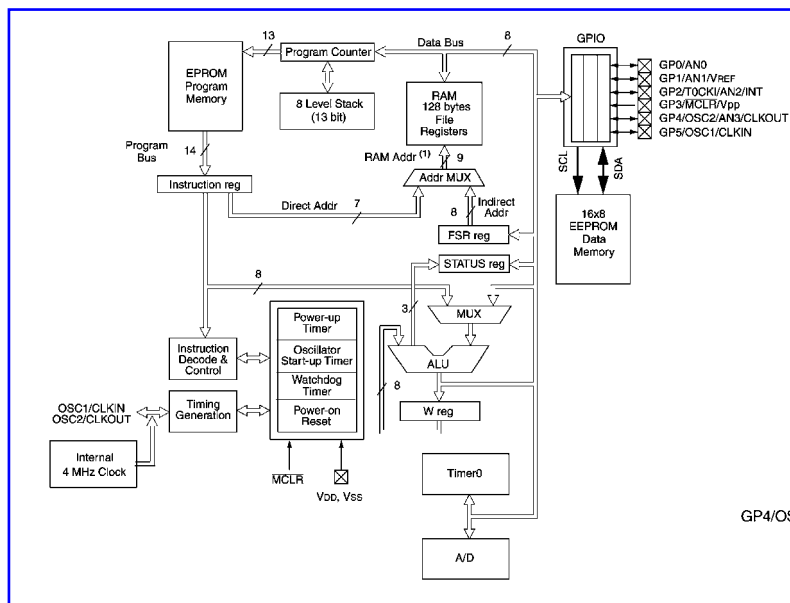 13
Data Bus
8
GPIO
EPROM
Program
Memory
Program Counter
8 Level Stack
(13 bit)
RAM
128 bytes
File
Registers
GP0/AN0
GP1/AN1/VREF
GP2/T0CKI/AN2/INT
GP3/MCLR/Vpp
GP4/OSC2/AN3/CLKOUT
GP5/OSC1/CLKIN
Program
Bus
14
RAM Addr (1)
9
SCL
SDA
Instruction reg
Addr MUX
Direct Addr
7
8
Indirect
Addr
FSR reg
16x8
EEPROM
Data
Memory
STATUS reg
8
3
MUX
Power-up
Timer
Instruction
Decode &
Control
Oscillator
Start-up Timer
ALU
8
Watchdog
Timer
OSC1/CLKIN
OSC2/CLKOUT
Timing
Generation
Power-on
Reset
W reg
Internal
4 MHz Clock
MCLR
VDD, VSS
Timer0
GP4/OS
A/D